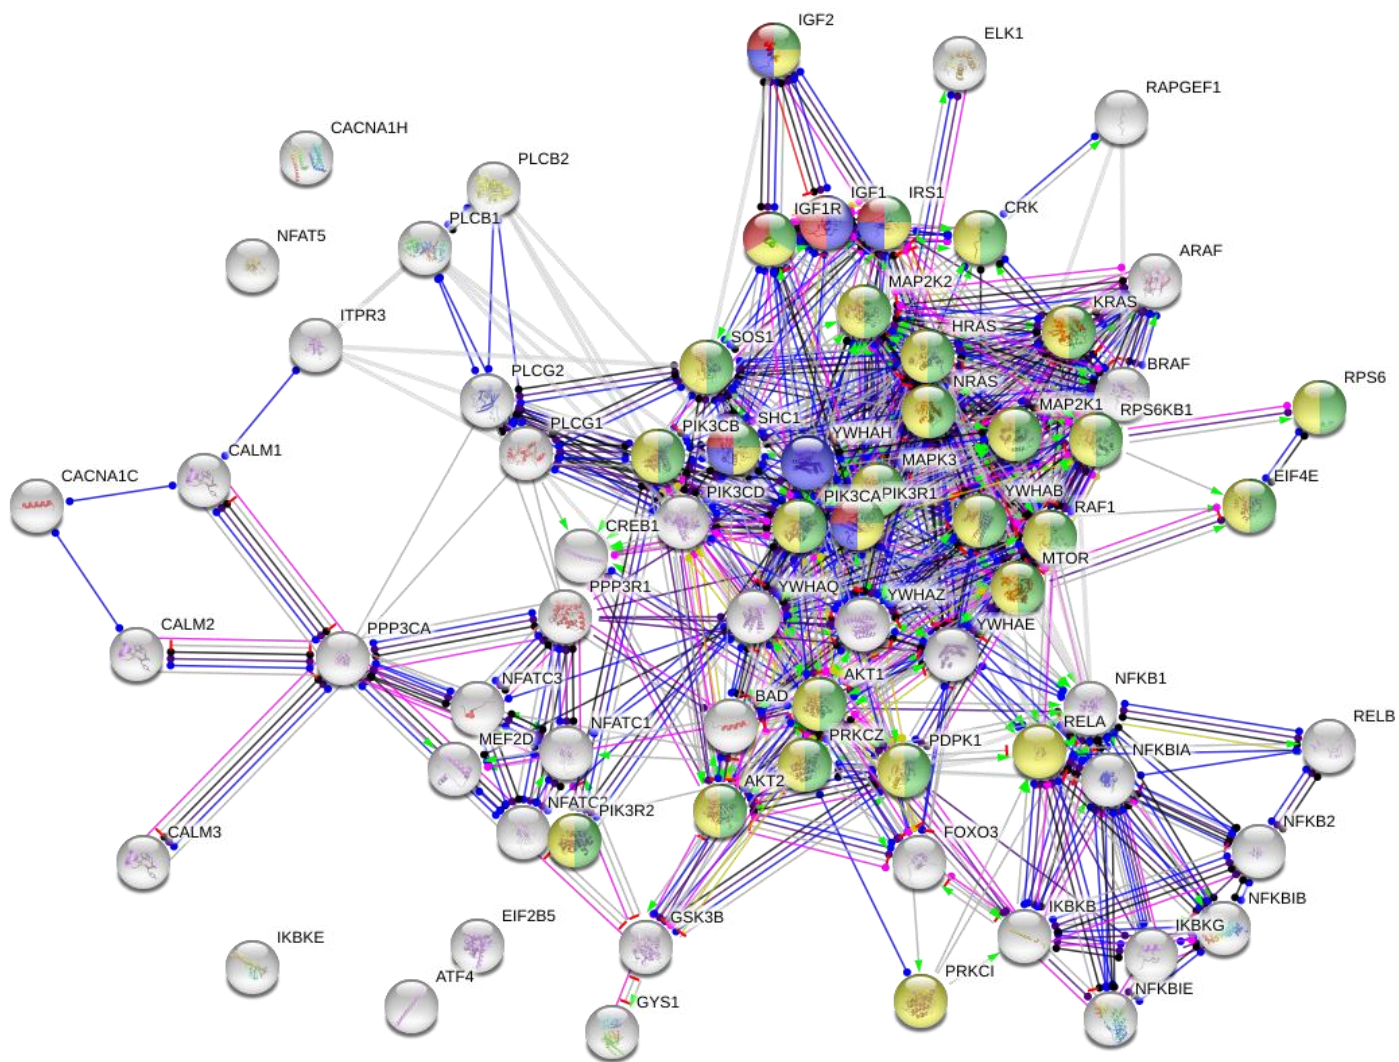 IGF2
ELK1
RAPGEF1
CACNA1H
PLCB2
IGF1
IRS1
IGF1R
CRK
PLCB1
NFAT5
ARAF
MAP2K2
KRAS
ITPR3
HRAS
SOS1
BRAF
PLCG2
NRAS
RPS6
MAP2K1
RPS6KB1
SHC1
PIK3CB
YWHAH
PLCG1
CALM1
MAPK3
CACNA1C
EIF4E
PIK3CD
YWHAB
PIK3CA
PIK3R1
RAF1
CREB1
MTOR
PPP3R1
YWHAQ
YWHAZ
CALM2
PPP3CA
YWHAE
AKT1
NFATC3
NFKB1
BAD
RELB
RELA
NFATC1
PRKCZ
PDPK1
MEF2D
NFKBIA
AKT2
NFATC
PIK3R2
NFKB2
CALM3
FOXO3
NFKBIB
IKBKB
EIF2B5
GSK3B
IKBKG
IKBKE
PRKCI
ATF4
NFKBIE
GYS1